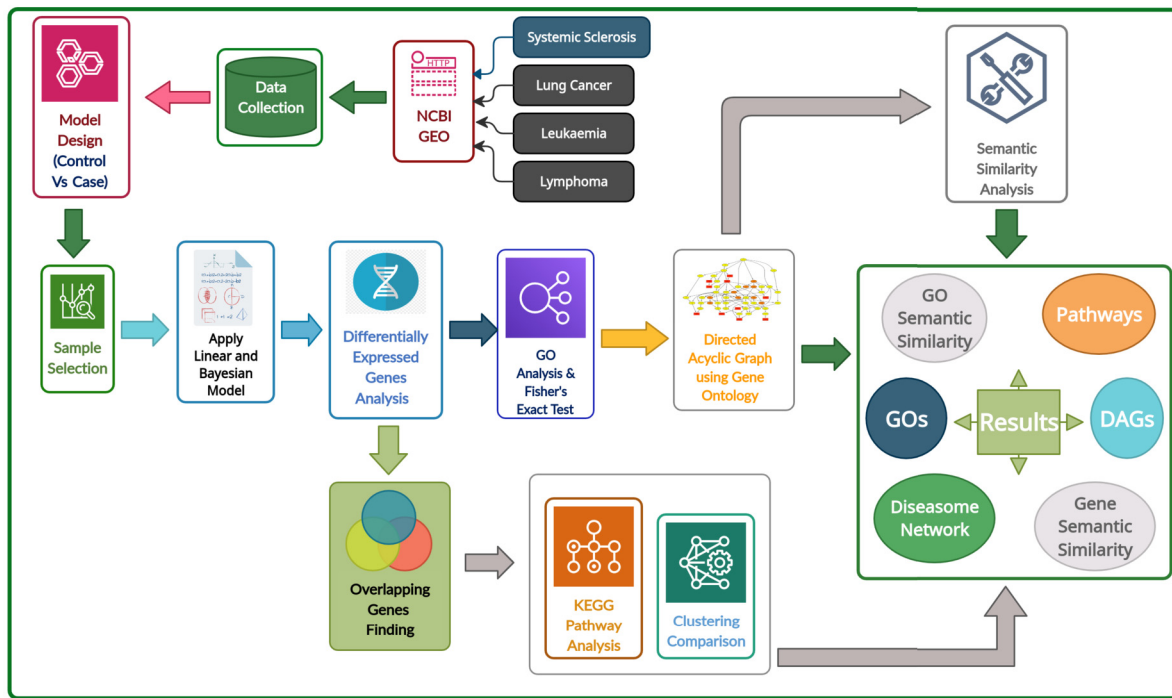 Systemic Sclerosis
Lung Cancer
Leukaemia
Lymphoma
HTTP
NCBI
GEO
Data
Collection
Model
Design
(Control
Vs Case)
Semantic
Similarity
Analysis
Sample
Selection
Apply
Linear and
Bayesian
Model
Differentially
Expressed
Genes
Analysis
GO
Analysis &
Fisher's
Exact Test
Directed
Acyclic Graph
using Gene
Ontology
GO
Semantic
Similarity
Pathways
GOs
Results
DAGs
Diseasome
Network
Gene
Semantic
Similarity
Overlapping
Genes
Finding
KEGG
Pathway
Analysis
Clustering
Comparison